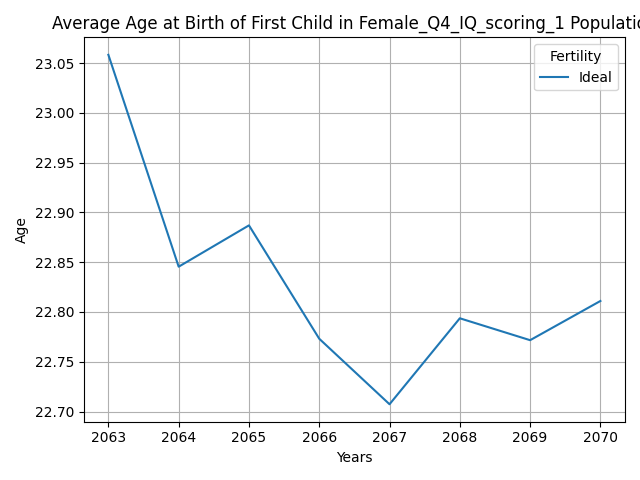 Average Age at Birth of First Child in Female_Q4_IQ_scoring_1 Populatio
Fertility
Ideal
Age
23.05
23.00
22.95
22.90
22.85
22.80
22.75
22.70
2063 2064 2065 2066 2067 2068 2069 2070
Years